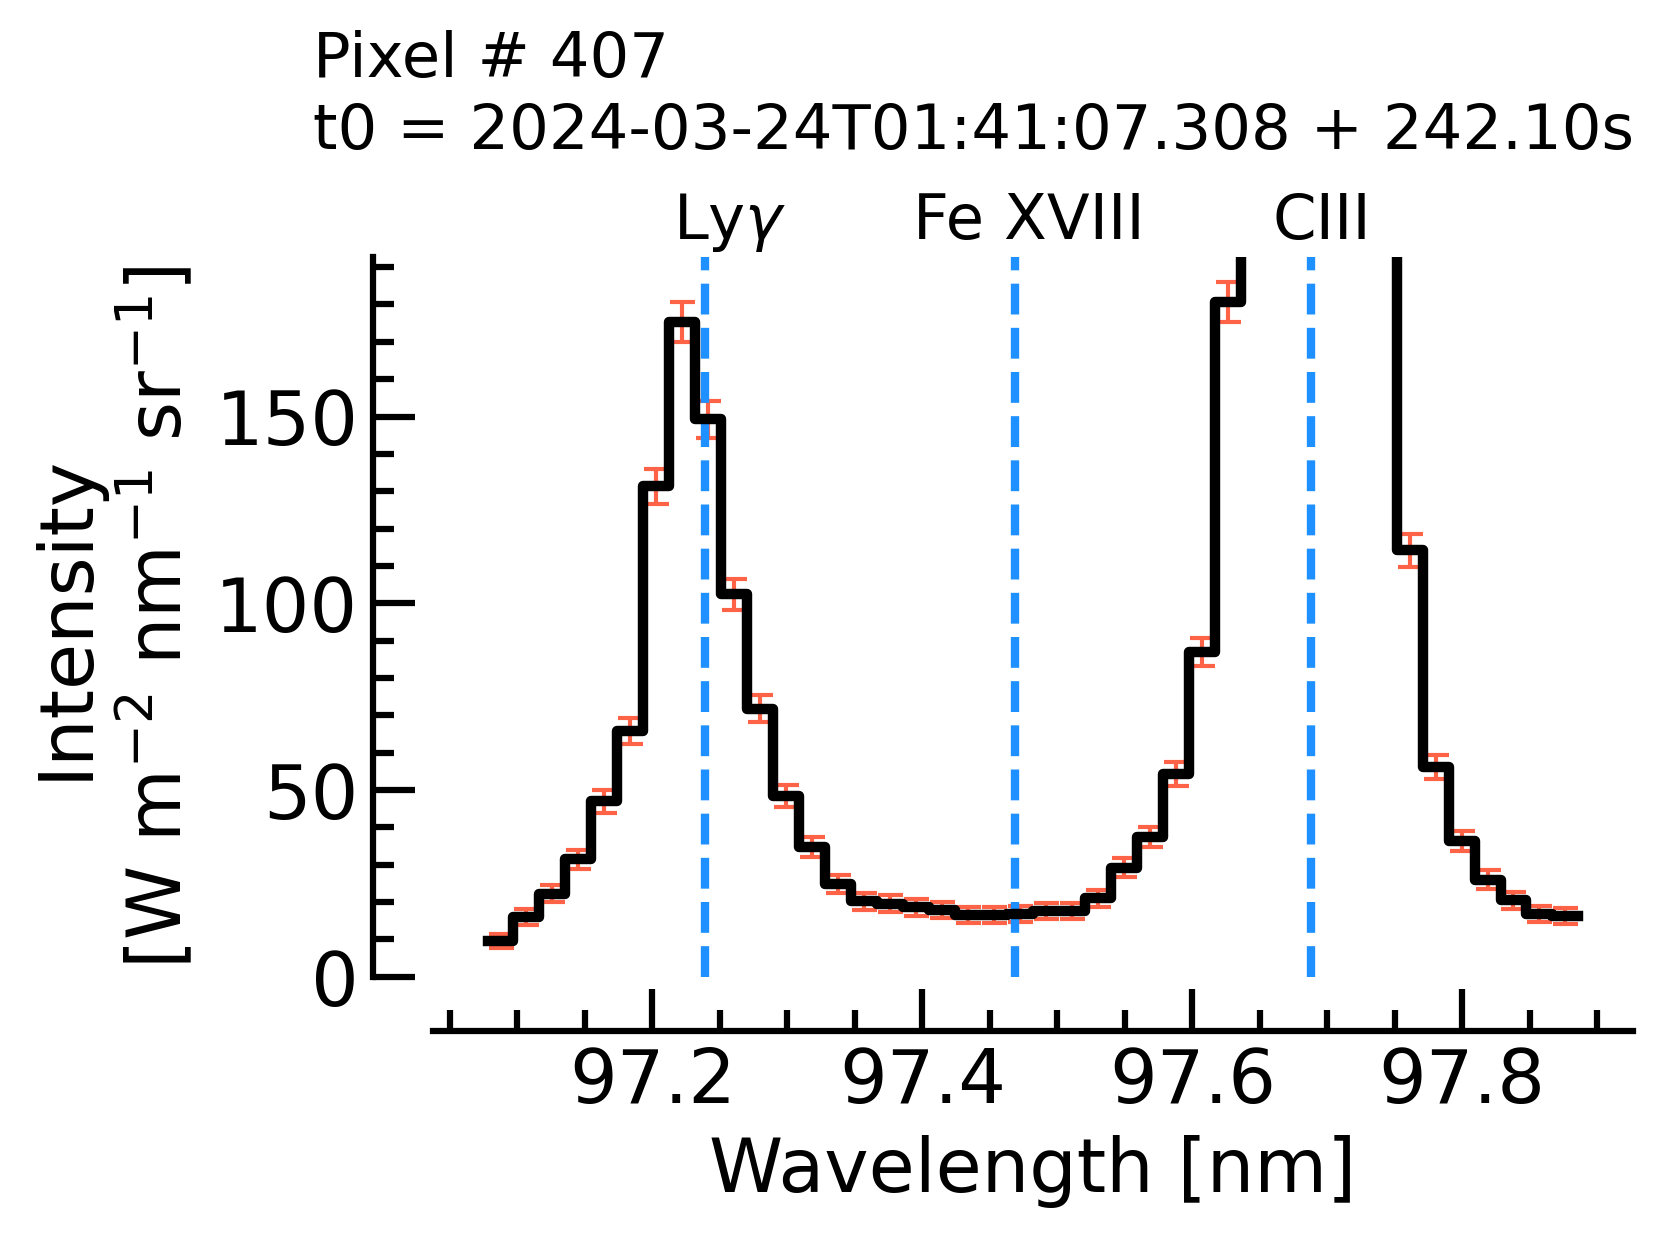 Pixel # 407
t0 = 2024-03-24T01:41:07.308 + 242.10s
Lyγ Fe XVIII CIII
Intensity
[W m⁻² nm⁻¹ sr⁻¹]
150
100
50
0
97.2 97.4 97.6 97.8
Wavelength [nm]